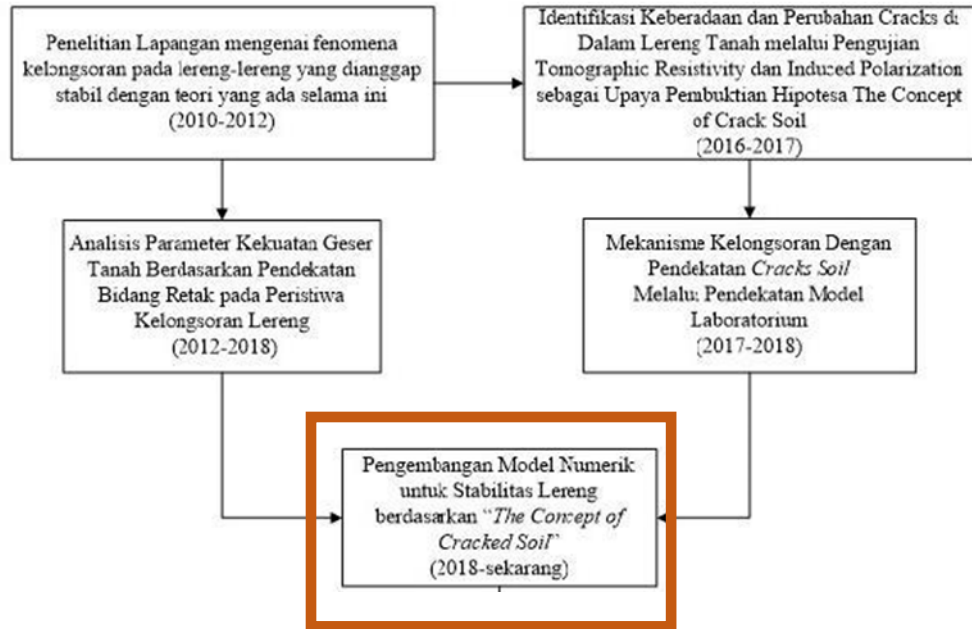 Penelitian Lapangan mengenai fenomena
kelongsoran pada lereng-lereng yang dianggap
stabil dengan teori yang ada selama ini
(2010-2012)
Identifikasi Keberadaan dan Perubahan Cracks di
Dalam Lereng Tanah melalui Pengujian
Tomographic Resistivity dan Induced Polarization
sebagai Upaya Pembuktian Hipotesa The Concept
of Crack Soil
(2016-2017)
Analisis Parameter Kekuatan Geser
Tanah Berdasarkan Pendekatan
Bidang Retak pada Peristiwa
Kelongsoran Lereng
(2012-2018)
Mekanisme Kelongsoran Dengan
Pendekatan Cracks Soil
Melalui Pendekatan Model
Laboratorium
(2017-2018)
Pengembangan Model Numerik
untuk Stabilitas Lereng
berdasarkan “The Concept of
Cracked Soil”
(2018-sekarang)